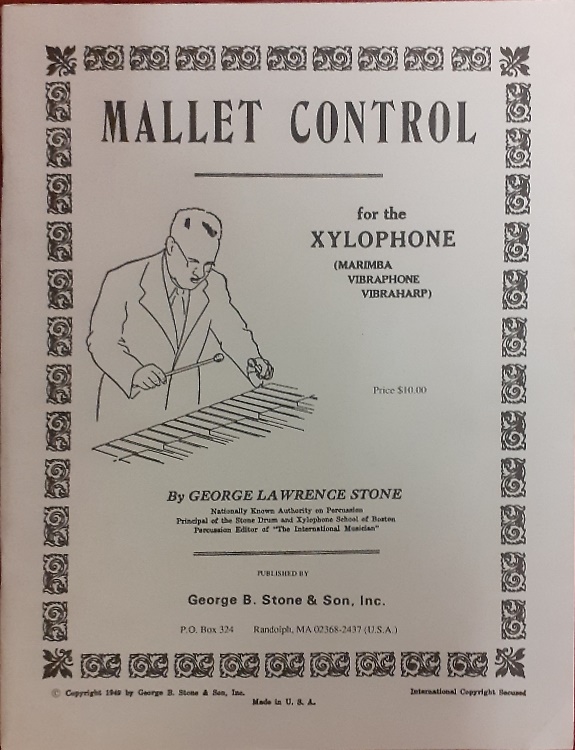 MALLET CONTROL
for the
XYLOPHONE
(MARIMBA
VIBRAPHONE
VIBRAHARP)
Price $10.00
By GEORGE LAWRENCE STONE
Nationally Known Authority on Percussion
Principal of the Stone Drum and Xylophone School of Boston
Percussion Editor of "The International Musician"
PUBLISHED BY
George B. Stone & Son, Inc.
P.O. Box 324 Randolph, MA 02368-2437 (U.S.A.)
© Copyright 1949 by George B. Stone & Son, Inc. International Copyright Secured
Made in U. S. A.